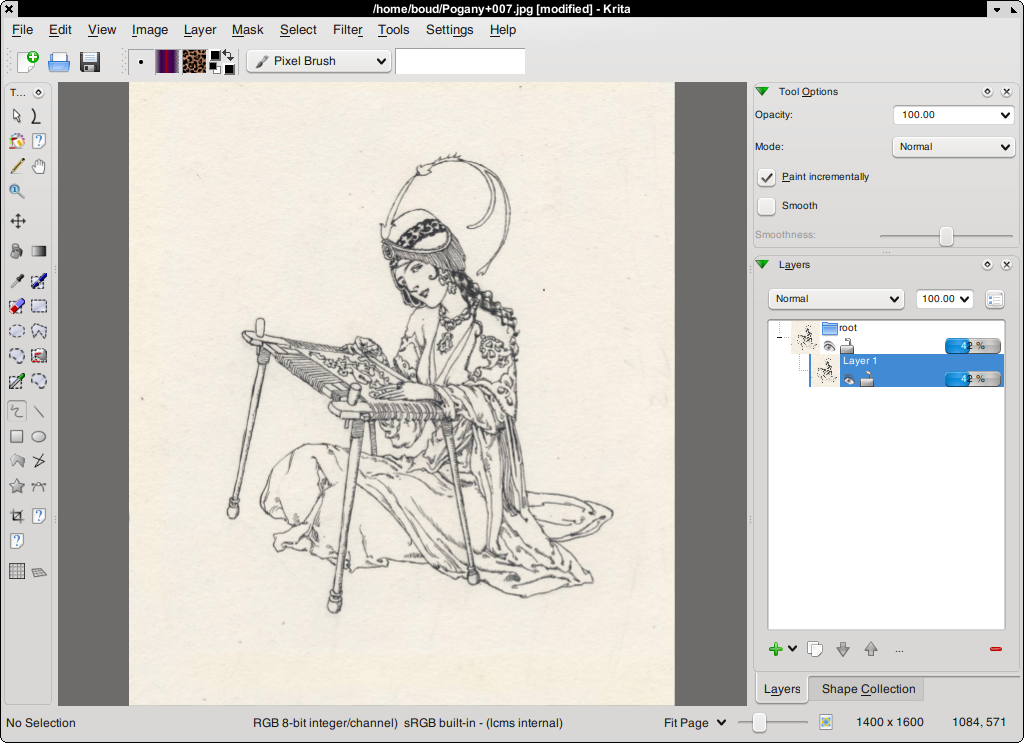 /home/boud/Pogany+007.jpg [modified] - Krita
File Edit View Image Layer Mask Select Filter Tools Settings Help
Pixel Brush
T...
Tool Options
Opacity: 100.00
Mode: Normal
Paint incrementally
Smooth
Smoothness:
Layers
Normal 100.00
root
42 %
Layer 1
42 %
...
Layers Shape Collection
No Selection RGB 8-bit integer/channel) sRGB built-in - (lcms internal) Fit Page 1400 x 1600 1084, 571